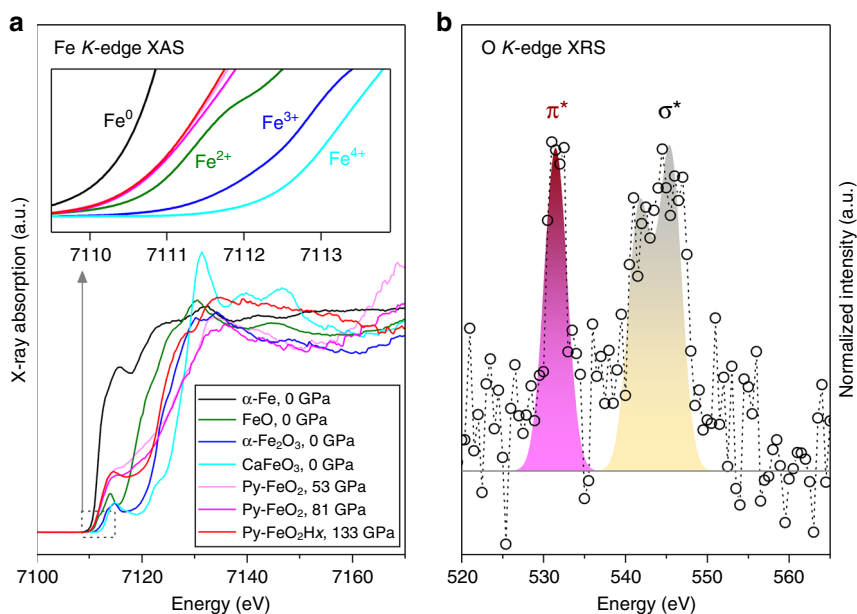 a
Fe K-edge XAS
Fe⁰
Fe²⁺
Fe³⁺
Fe⁴⁺
7110 7111 7112 7113
X-ray absorption (a.u.)
α-Fe, 0 GPa
FeO, 0 GPa
α-Fe₂O₃, 0 GPa
CaFeO₃, 0 GPa
Py-FeO₂, 53 GPa
Py-FeO₂, 81 GPa
Py-FeO₂Hx, 133 GPa
7100 7120 7140 7160
Energy (eV)
b
O K-edge XRS
π*
σ*
Normalized intensity (a.u.)
520 530 540 550 560
Energy (eV)